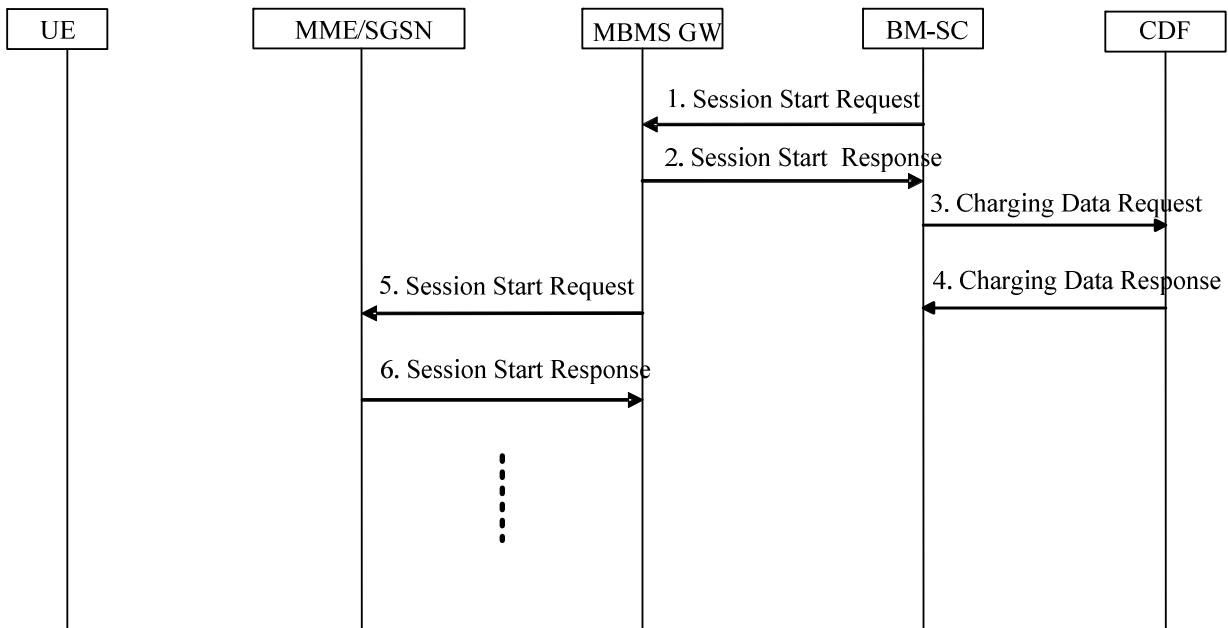 UE
MME/SGSN
MBMS GW
BM-SC
CDF
1. Session Start Request
2. Session Start Response
3. Charging Data Request
4. Charging Data Response
5. Session Start Request
6. Session Start Response